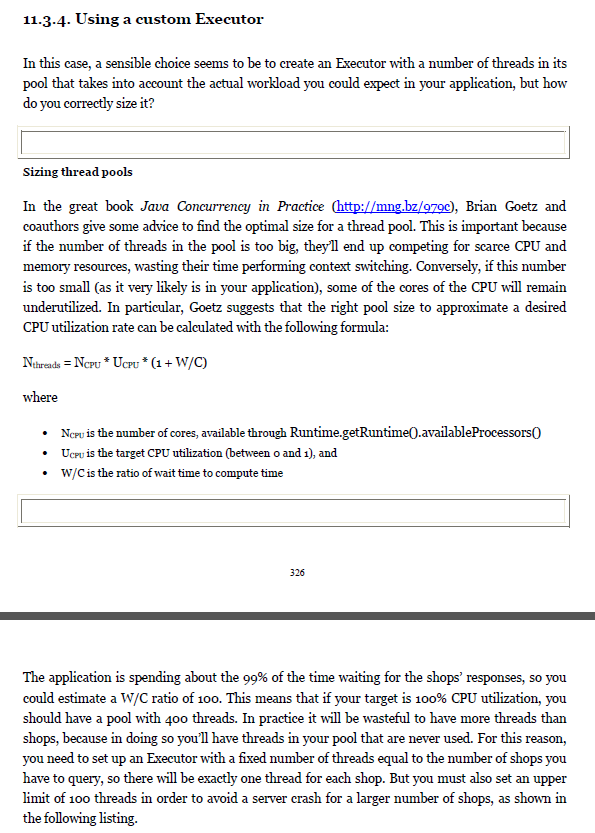 11.3.4. Using a custom Executor
In this case, a sensible choice seems to be to create an Executor with a number of threads in its
pool that takes into account the actual workload you could expect in your application, but how
do you correctly size it?
Sizing thread pools
In the great book Java Concurrency in Practice (http://mng.bz/979c), Brian Goetz and
coauthors give some advice to find the optimal size for a thread pool. This is important because
if the number of threads in the pool is too big, they'll end up competing for scarce CPU and
memory resources, wasting their time performing context switching. Conversely, if this number
is too small (as it very likely is in your application), some of the cores of the CPU will remain
underutilized. In particular, Goetz suggests that the right pool size to approximate a desired
CPU utilization rate can be calculated with the following formula:
Nthreads = NCPU * UCPU * (1 + W/C)
where
• NCPU is the number of cores, available through Runtime.getRuntime().availableProcessors()
• UCPU is the target CPU utilization (between 0 and 1), and
• W/C is the ratio of wait time to compute time
326
The application is spending about the 99% of the time waiting for the shops' responses, so you
could estimate a W/C ratio of 100. This means that if your target is 100% CPU utilization, you
should have a pool with 400 threads. In practice it will be wasteful to have more threads than
shops, because in doing so you'll have threads in your pool that are never used. For this reason,
you need to set up an Executor with a fixed number of threads equal to the number of shops you
have to query, so there will be exactly one thread for each shop. But you must also set an upper
limit of 100 threads in order to avoid a server crash for a larger number of shops, as shown in
the following listing.